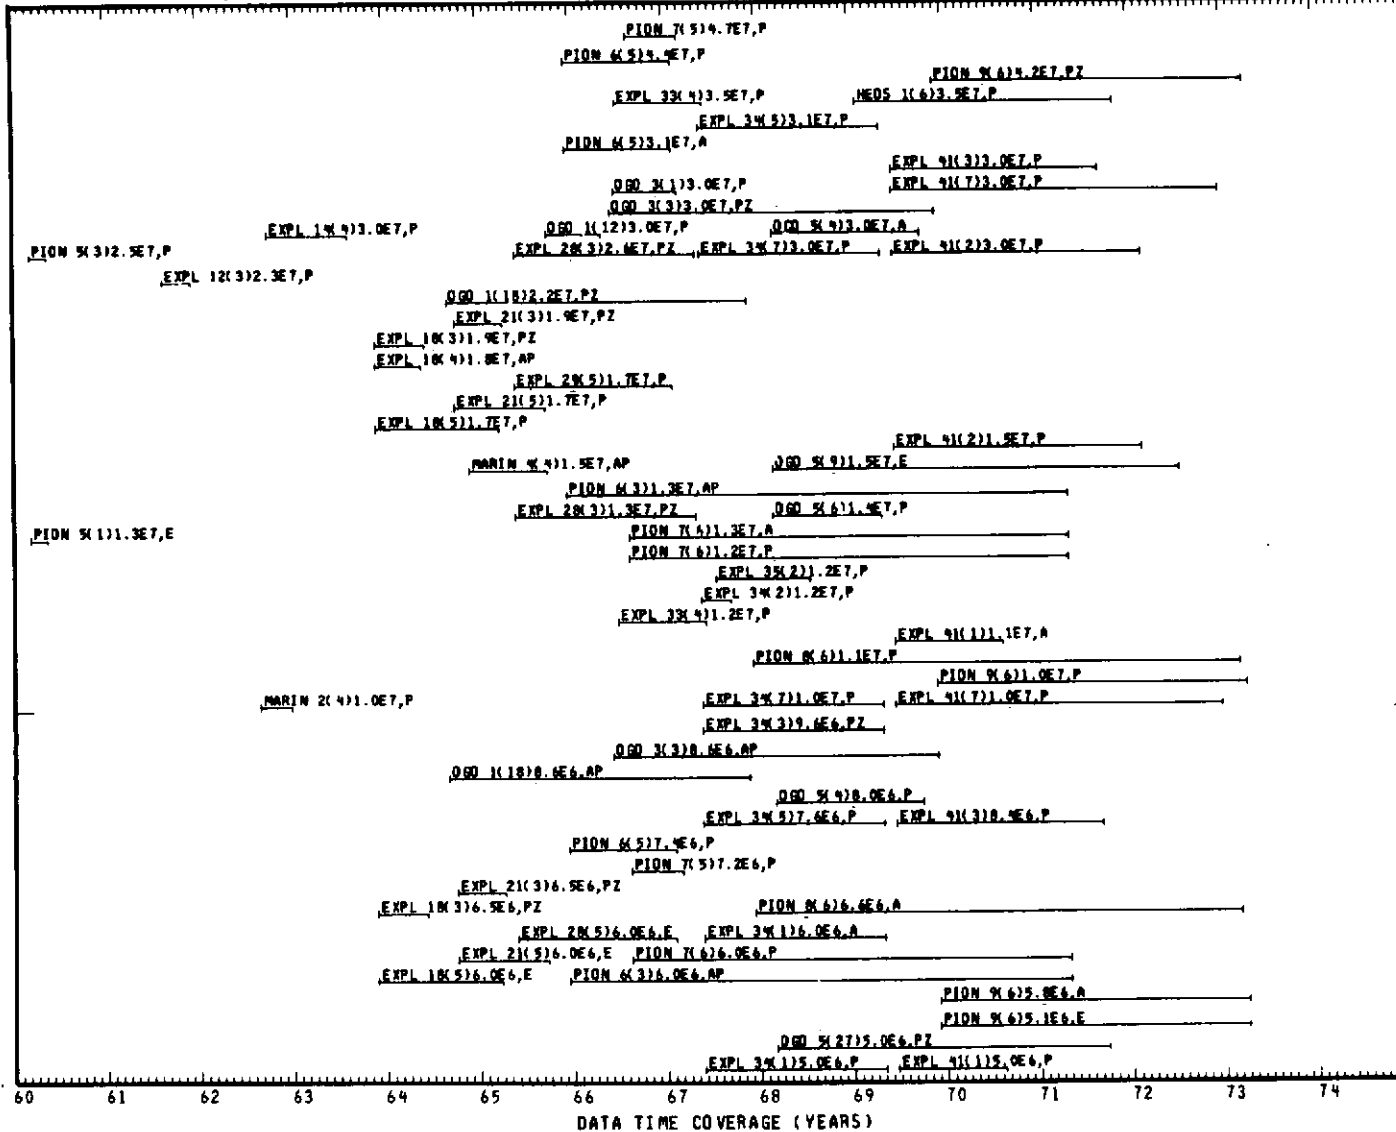 PION 7(5)4.7E7,P
PION 6(5)4.4E7,P
PION 9(6)4.2E7,PZ
EXPL 33(4)3.5E7,P
HEOS 1(6)3.5E7,P
EXPL 34(5)3.1E7,P
PION 6(5)3.1E7,A
EXPL 41(3)3.0E7,P
OGO 3(1)3.0E7,P
EXPL 41(7)3.0E7,P
OGO 3(3)3.0E7,PZ
EXPL 14(4)3.0E7,P
OGO 1(12)3.0E7,P
OGO 5(4)3.0E7,A
PION 5(3)2.5E7,P
EXPL 28(3)2.6E7,PZ
EXPL 34(7)3.0E7,P
EXPL 41(2)3.0E7,P
EXPL 12(3)2.3E7,P
OGO 1(18)2.2E7,PZ
EXPL 21(3)1.9E7,PZ
EXPL 18(3)1.9E7,PZ
EXPL 18(4)1.8E7,AP
EXPL 29(5)1.7E7,P
EXPL 21(5)1.7E7,P
EXPL 18(5)1.7E7,P
EXPL 41(2)1.5E7,P
MARIN 4(4)1.5E7,AP
OGO 5(9)1.5E7,E
PION 6(3)1.3E7,AP
EXPL 28(3)1.3E7,PZ
OGO 5(6)1.4E7,P
PION 5(1)1.3E7,E
PION 7(6)1.3E7,A
PION 7(6)1.2E7,P
EXPL 35(2)1.2E7,P
EXPL 34(2)1.2E7,P
EXPL 33(4)1.2E7,P
EXPL 41(1)1.1E7,A
PION 8(6)1.1E7,P
PION 9(6)1.0E7,P
MARIN 2(4)1.0E7,P
EXPL 34(7)1.0E7,P
EXPL 41(7)1.0E7,P
EXPL 34(3)9.6E6,PZ
OGO 3(3)8.6E6,AP
OGO 1(18)8.6E6,AP
OGO 5(4)8.0E6,P
EXPL 34(5)7.6E6,P
EXPL 41(3)8.4E6,P
PION 6(5)7.4E6,P
PION 7(5)7.2E6,P
EXPL 21(3)6.5E6,PZ
EXPL 18(3)6.5E6,PZ
PION 8(6)6.6E6,A
EXPL 28(5)6.0E6,E
EXPL 34(1)6.0E6,A
EXPL 21(5)6.0E6,E
PION 7(6)6.0E6,P
EXPL 18(5)6.0E6,E
PION 6(3)6.0E6,AP
PION 9(6)5.8E6,A
PION 9(6)5.1E6,E
OGO 5(27)5.0E6,PZ
EXPL 34(1)5.0E6,P
EXPL 41(1)5.0E6,P
60 61 62 63 64 65 66 67 68 69 70 71 72 73 74
DATA TIME COVERAGE (YEARS)